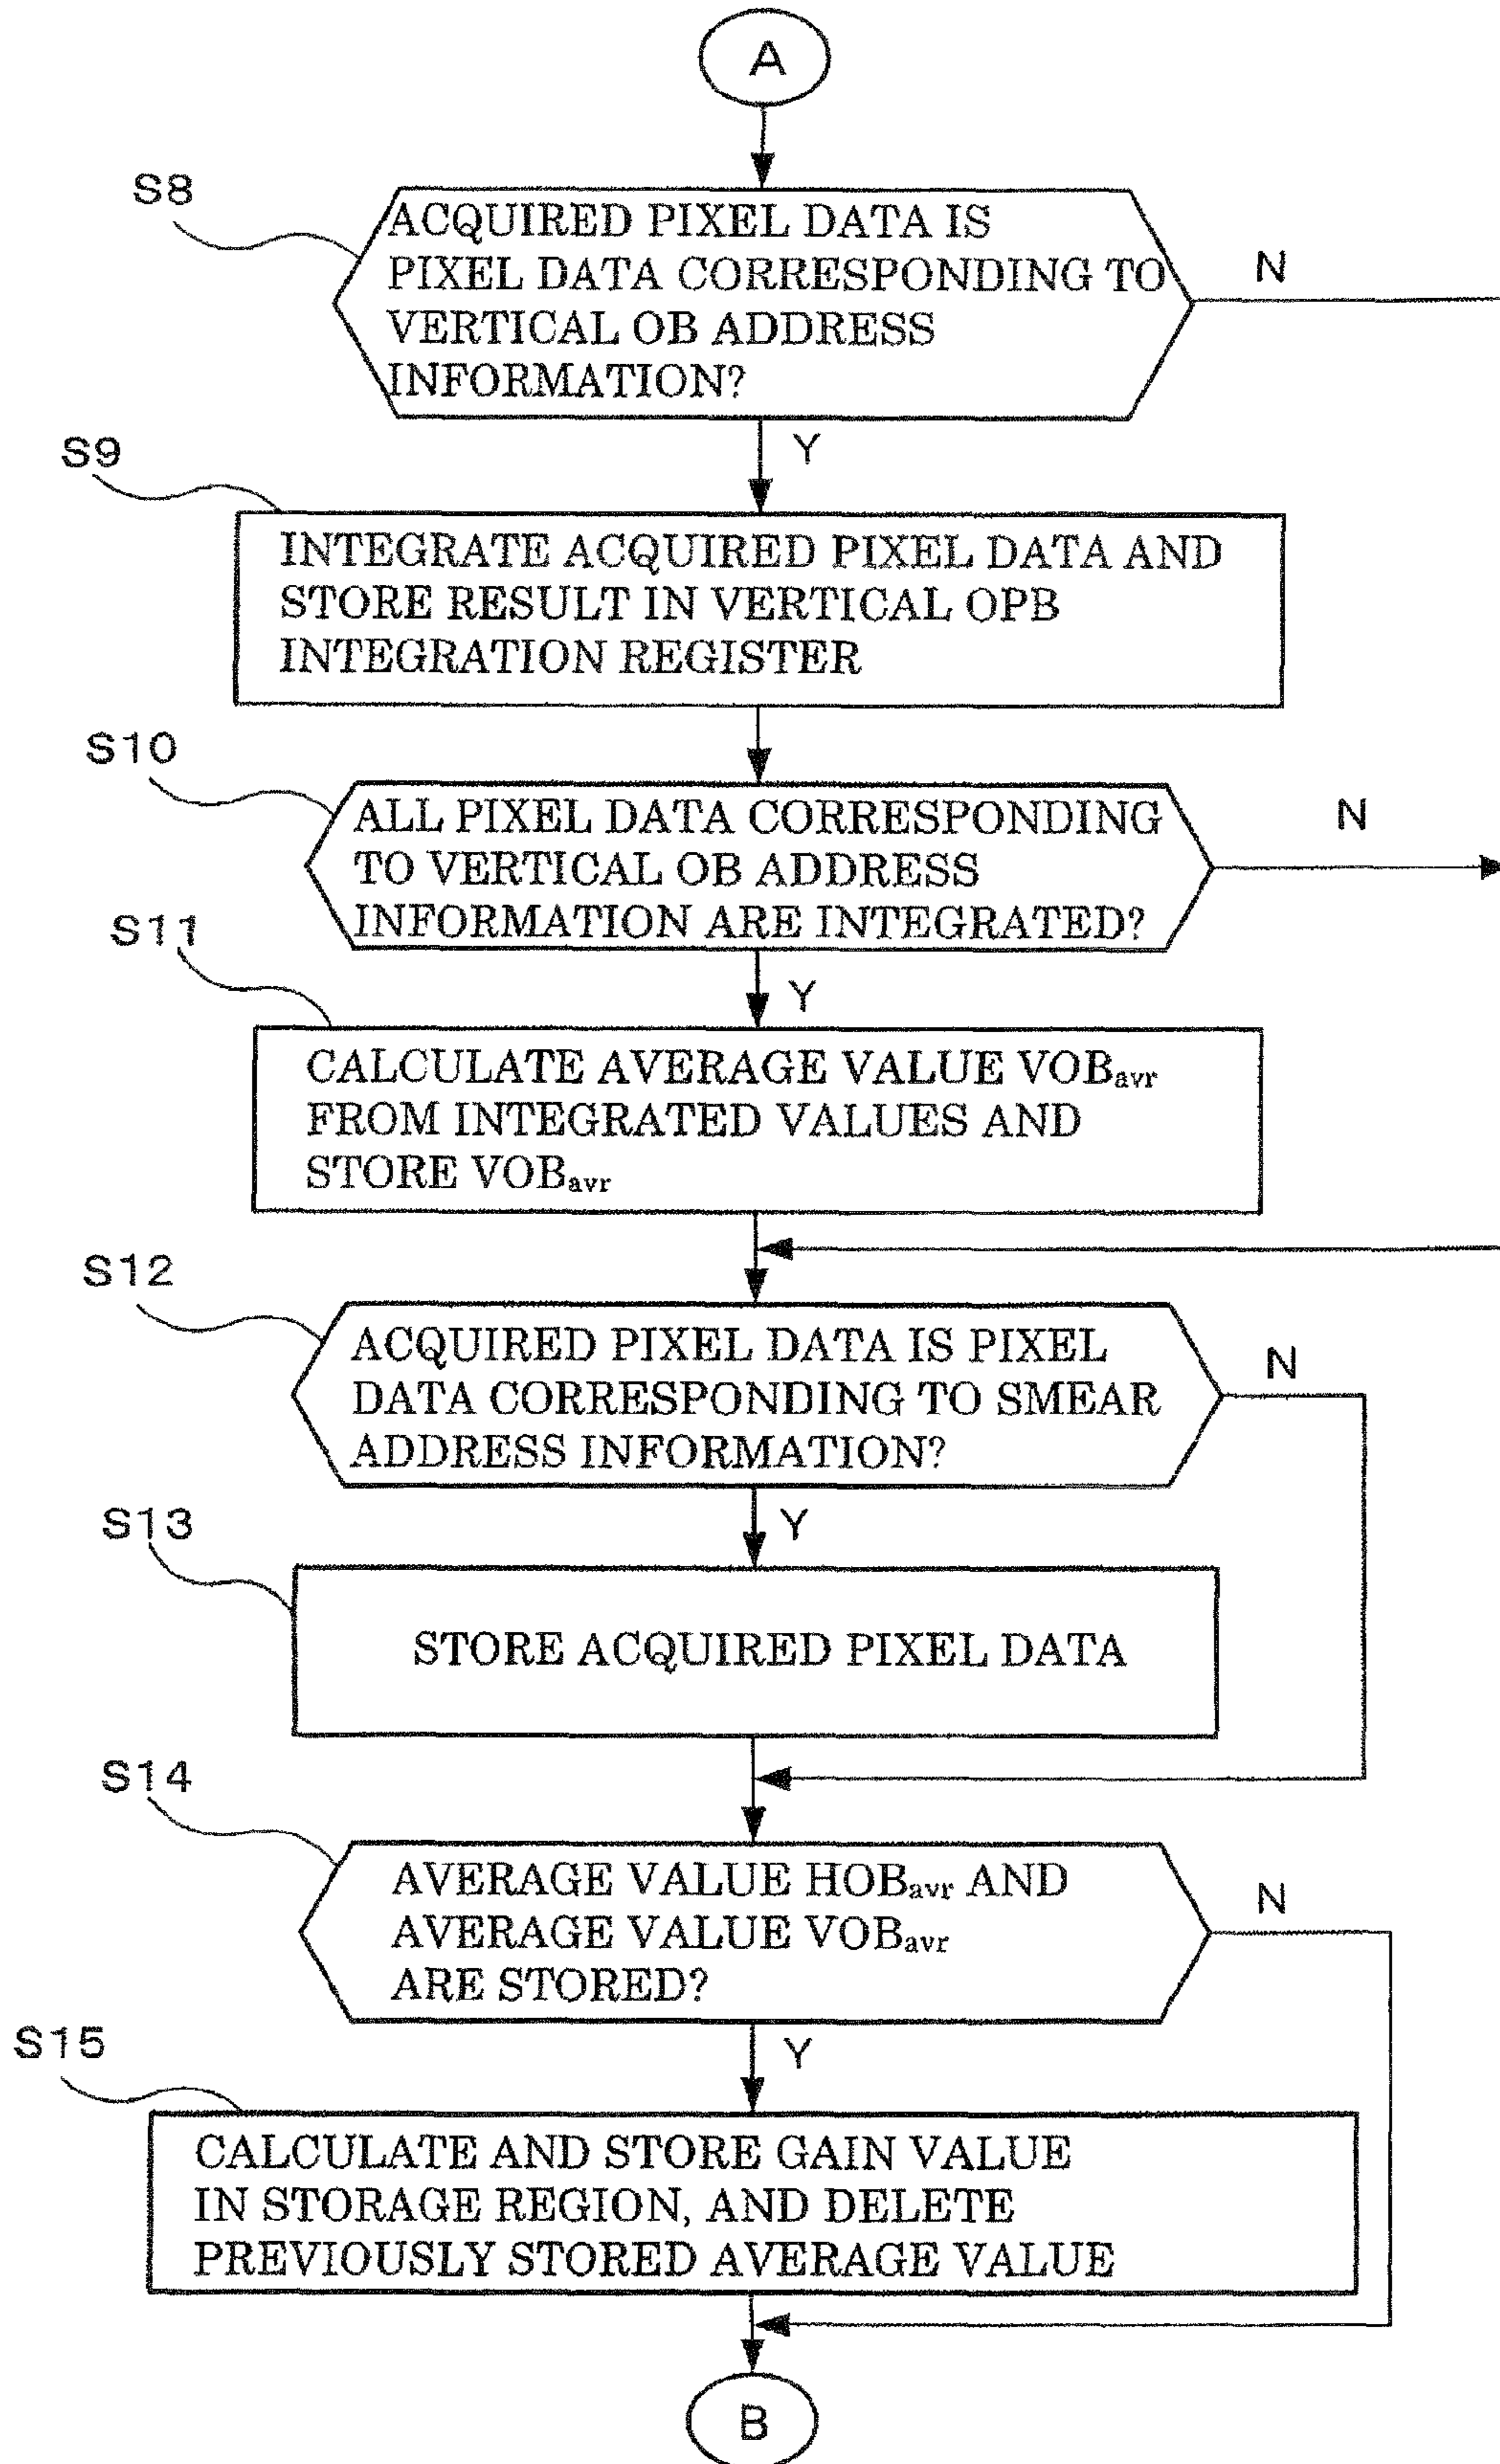 A
S8
ACQUIRED PIXEL DATA IS
PIXEL DATA CORRESPONDING TO
VERTICAL OB ADDRESS
INFORMATION?
N
Y
S9
INTEGRATE ACQUIRED PIXEL DATA AND
STORE RESULT IN VERTICAL OPB
INTEGRATION REGISTER
S10
ALL PIXEL DATA CORRESPONDING
TO VERTICAL OB ADDRESS
INFORMATION ARE INTEGRATED?
N
Y
S11
CALCULATE AVERAGE VALUE VOBavr
FROM INTEGRATED VALUES AND
STORE VOBavr
S12
ACQUIRED PIXEL DATA IS PIXEL
DATA CORRESPONDING TO SMEAR
ADDRESS INFORMATION?
N
Y
S13
STORE ACQUIRED PIXEL DATA
S14
AVERAGE VALUE HOBavr AND
AVERAGE VALUE VOBavr
ARE STORED?
N
Y
S15
CALCULATE AND STORE GAIN VALUE
IN STORAGE REGION, AND DELETE
PREVIOUSLY STORED AVERAGE VALUE
B